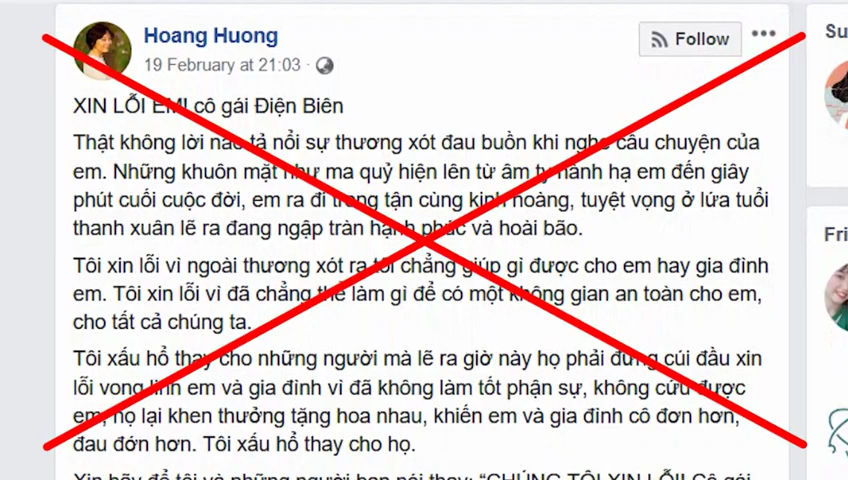 Hoang Huong
19 February at 21:03
Follow
Su
XIN LỖI EM! cô gái Điện Biên
Thật không lời nào tả nổi sự thương xót đau buồn khi nghe câu chuyện của
em. Những khuôn mặt như ma quỷ hiện lên từ âm ty hành hạ em đến giây
phút cuối cuộc đời, em ra đi trong tận cùng kinh hoàng, tuyệt vọng ở lứa tuổi
thanh xuân lẽ ra đang ngập tràn hạnh phúc và hoài bão.
Fri
Tôi xin lỗi vì ngoài thương xót ra tôi chẳng giúp gì được cho em hay gia đình
em. Tôi xin lỗi vì đã chẳng thể làm gì để có một không gian an toàn cho em,
cho tất cả chúng ta.
Tôi xấu hổ thay cho những người mà lẽ ra giờ này họ phải đứng cúi đầu xin
lỗi vong linh em và gia đình vì đã không làm tốt phận sự, không cứu được
em, họ lại khen thưởng tặng hoa nhau, khiến em và gia đình cô đơn hơn,
đau đớn hơn. Tôi xấu hổ thay cho họ.
Xin hãy để tôi và những người bạn nói thay: “CHÚNG TÔI XIN LỖI! Cô gái